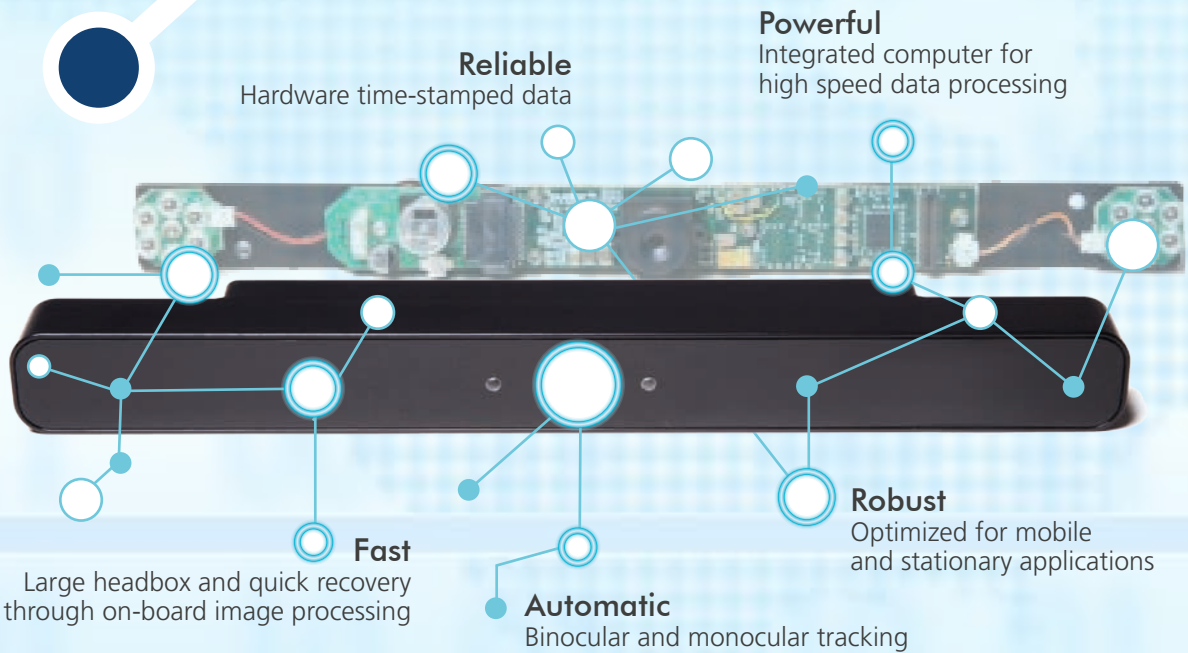 Powerful
Integrated computer for
high speed data processing
Reliable
Hardware time-stamped data
Robust
Optimized for mobile
and stationary applications
Fast
Large headbox and quick recovery
through on-board image processing
Automatic
Binocular and monocular tracking